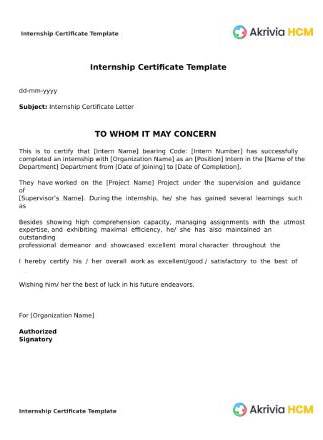 Internship Certificate Template
Akrivia HCM
Internship Certificate Template
dd-mm-yyyy
Subject: Internship Certificate Letter
TO WHOM IT MAY CONCERN
This is to certify that [Intern Name] bearing Code: [Intern Number] has successfully
completed an internship with [Organization Name] as an [Position] Intern in the [Name of the
Department] Department from [Date of Joining] to [Date of Completion].
They have worked on the [Project Name] Project under the supervision and guidance
of
[Supervisor's Name]. During the internship, he/ she has gained several learnings such
as
Besides showing high comprehension capacity, managing assignments with the utmost
expertise, and exhibiting maximal efficiency, he/ she has also maintained an
outstanding
professional demeanor and showcased excellent moral character throughout the
I hereby certify his / her overall work as excellent/good / satisfactory to the best of
Wishing him/ her the best of luck in his future endeavors.
For [Organization Name]
Authorized
Signatory
Internship Certificate Template
Akrivia HCM